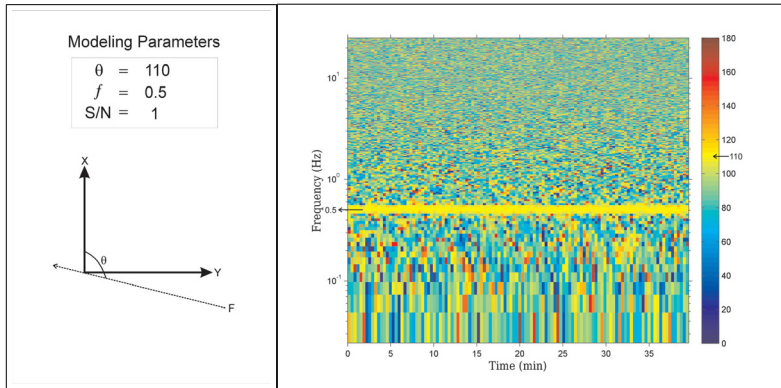 Modeling Parameters
θ = 110
f = 0.5
S/N = 1
X
θ
Y
F
Frequency (Hz)
10¹
10⁰
0.5
10⁻¹
0 5 10 15 20 25 30 35
Time (min)
180
160
140
120
110
100
80
60
40
20
0